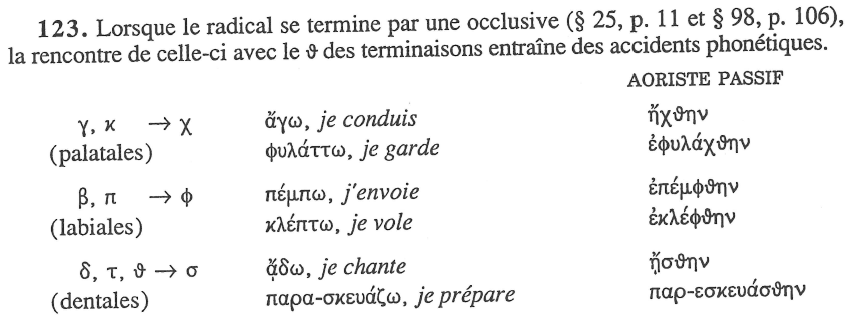 123. Lorsque le radical se termine par une occlusive (§ 25, p. 11 et § 98, p. 106),
la rencontre de celle-ci avec le ϑ des terminaisons entraîne des accidents phonétiques.
AORISTE PASSIF
γ, κ → χ ἄγω, je conduis ἤχϑην
(palatales) φυλάττω, je garde ἐφυλάχϑην
β, π → φ πέμπω, j'envoie ἐπέμφϑην
(labiales) κλέπτω, je vole ἐκλέφϑην
δ, τ, ϑ → σ ᾄδω, je chante ᾔσϑην
(dentales) παρα-σκευάζω, je prépare παρ-εσκευάσϑην